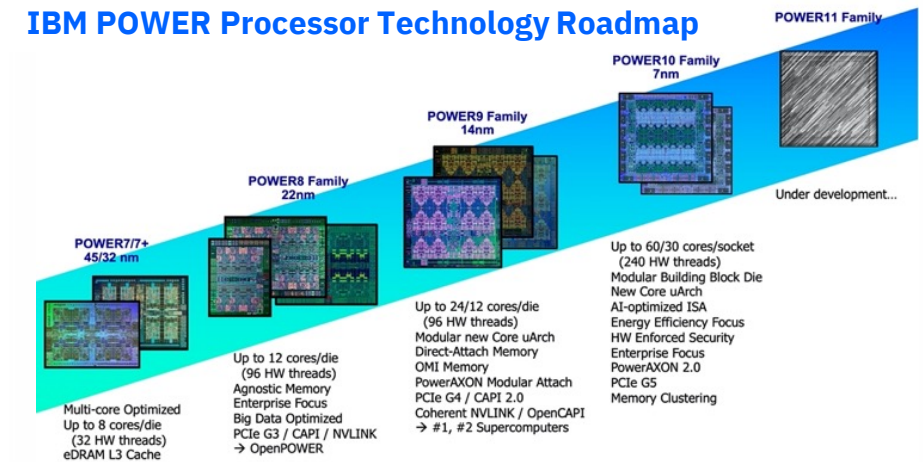 IBM POWER Processor Technology Roadmap
POWER7/7+
45/32 nm
Multi-core Optimized
Up to 8 cores/die
(32 HW threads)
eDRAM L3 Cache
POWER8 Family
22nm
Up to 12 cores/die
(96 HW threads)
Agnostic Memory
Enterprise Focus
Big Data Optimized
PCIe G3 / CAPI / NVLINK
→ OpenPOWER
POWER9 Family
14nm
Up to 24/12 cores/die
(96 HW threads)
Modular new Core uArch
Direct-Attach Memory
OMI Memory
PowerAXON Modular Attach
PCIe G4 / CAPI 2.0
Coherent NVLINK / OpenCAPI
→ #1, #2 Supercomputers
POWER10 Family
7nm
Up to 60/30 cores/socket
(240 HW threads)
Modular Building Block Die
New Core uArch
AI-optimized ISA
Energy Efficiency Focus
HW Enforced Security
Enterprise Focus
PowerAXON 2.0
PCIe G5
Memory Clustering
POWER11 Family
Under development...